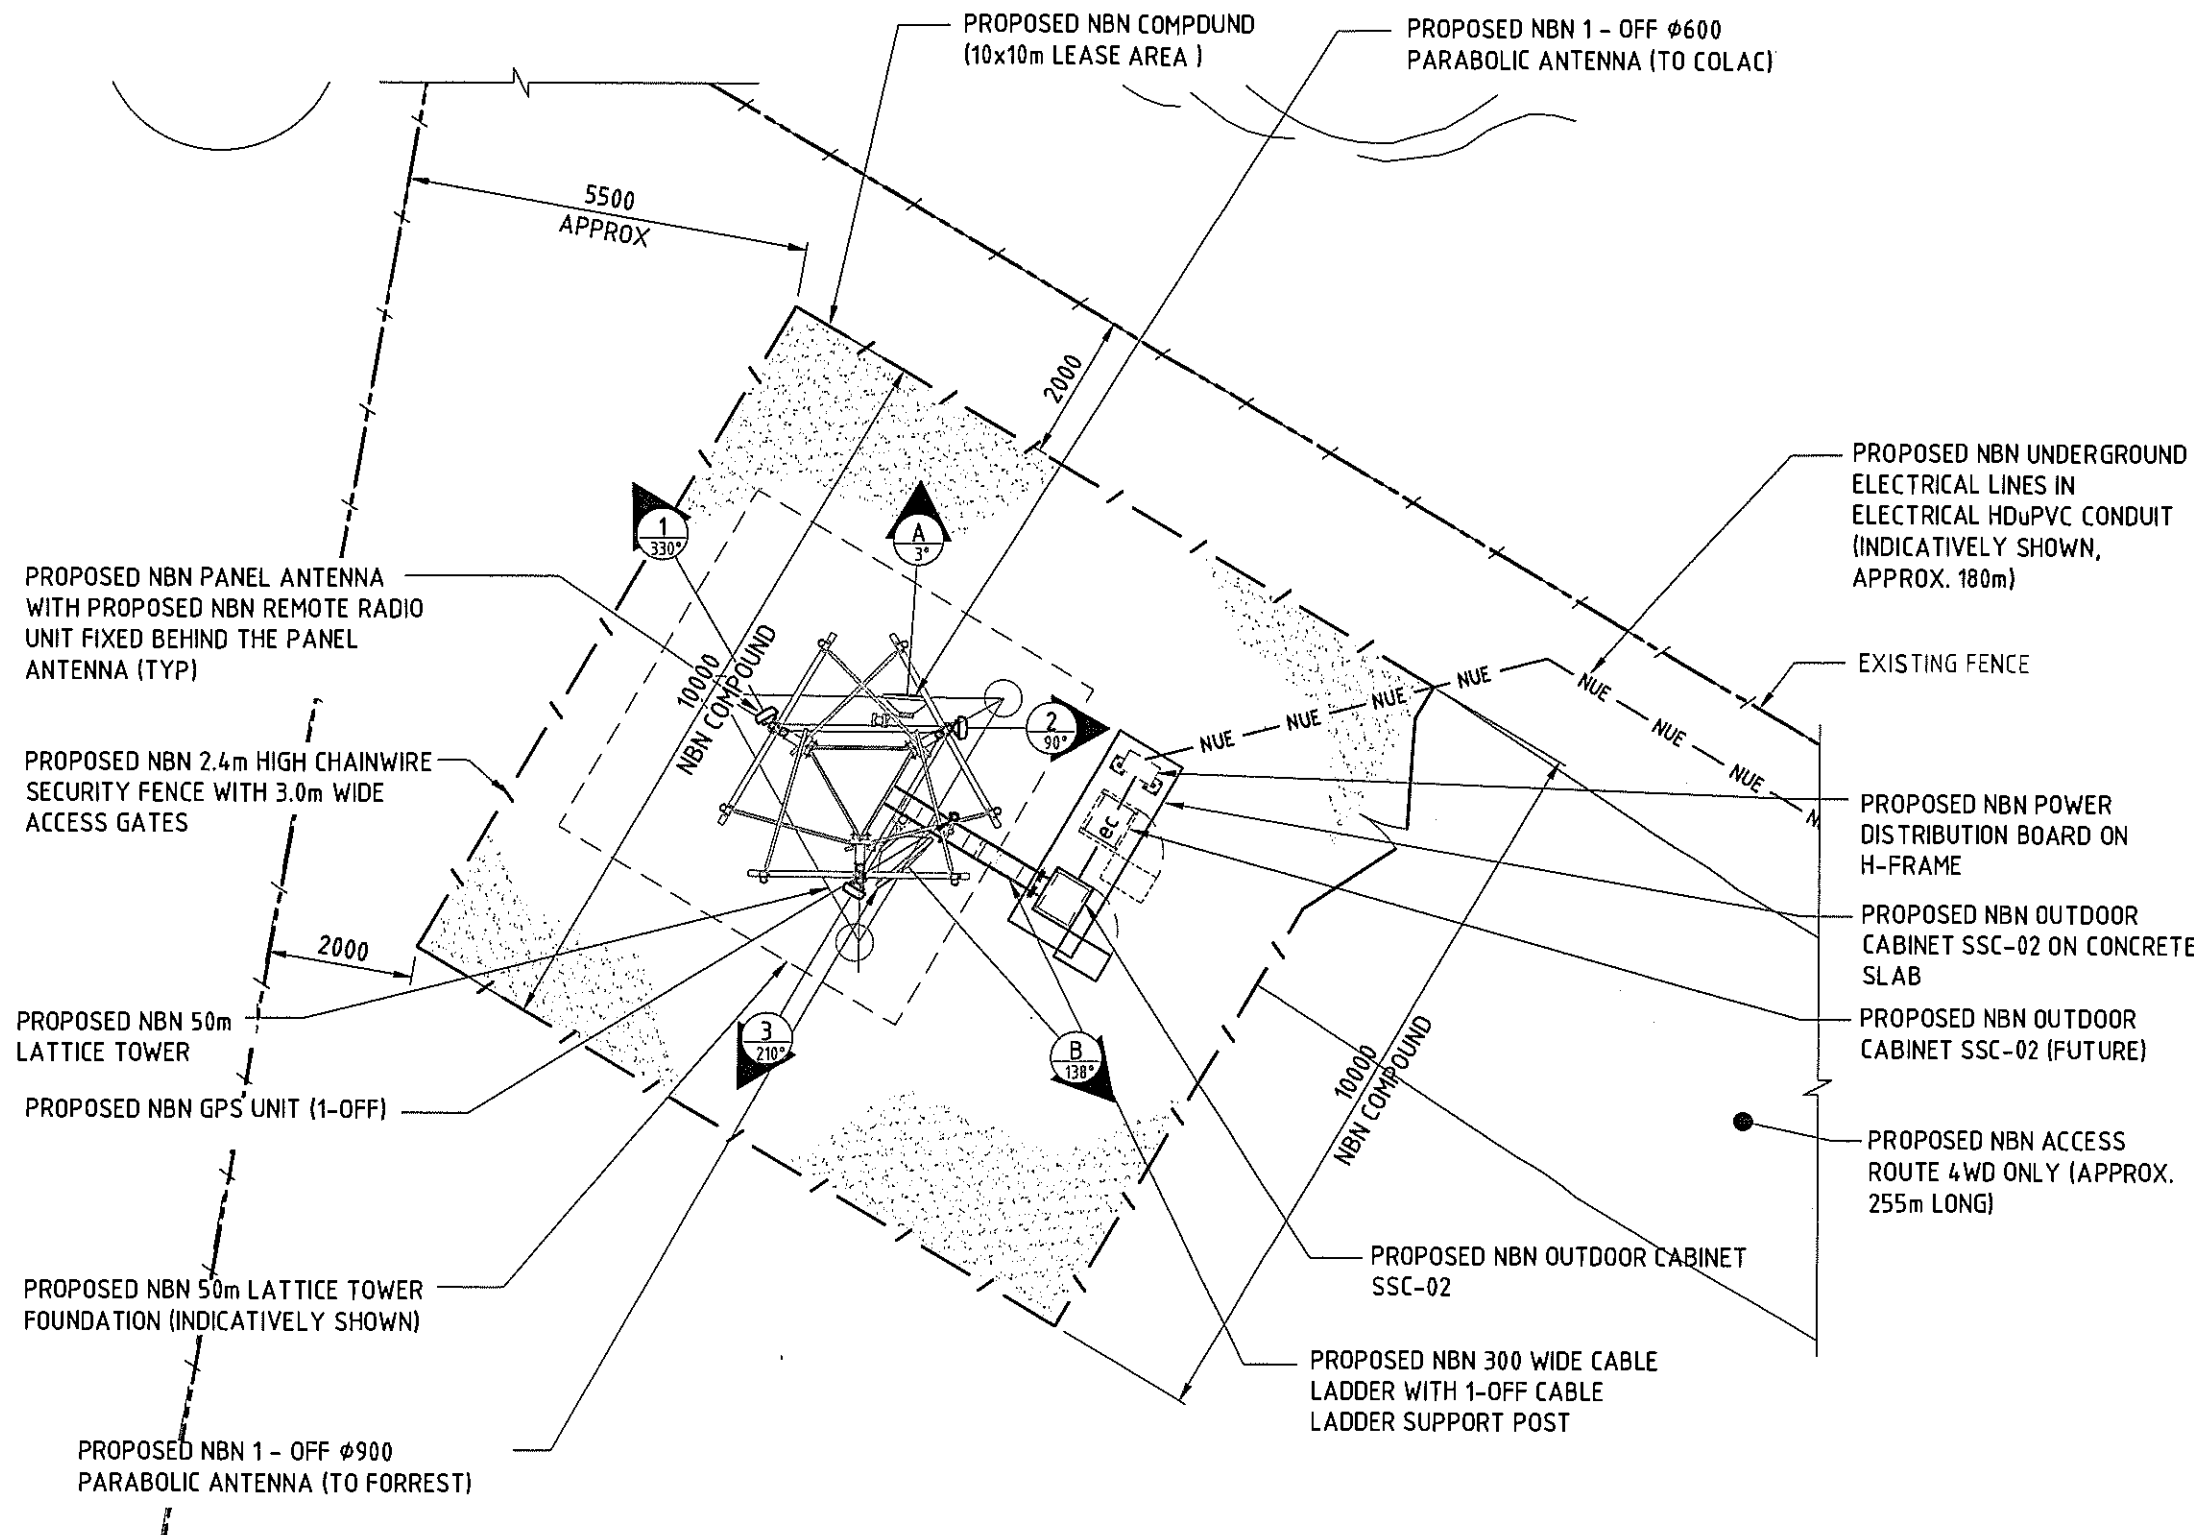 PROPOSED NBN COMPDUND
(10x10m LEASE AREA )
PROPOSED NBN 1 - OFF ϕ600
PARABOLIC ANTENNA (TO COLAC)
5500
APPROX
2000
PROPOSED NBN UNDERGROUND
ELECTRICAL LINES IN
ELECTRICAL HDuPVC CONDUIT
(INDICATIVELY SHOWN,
APPROX. 180m)
EXISTING FENCE
1
330°
A
3°
PROPOSED NBN PANEL ANTENNA
WITH PROPOSED NBN REMOTE RADIO
UNIT FIXED BEHIND THE PANEL
ANTENNA (TYP)
10000
NBN COMPOUND
2
90°
NUE
NUE
NUE
NUE
NUE
NUE
NUE
PROPOSED NBN 2.4m HIGH CHAINWIRE
SECURITY FENCE WITH 3.0m WIDE
ACCESS GATES
ec
PROPOSED NBN POWER
DISTRIBUTION BOARD ON
H-FRAME
PROPOSED NBN OUTDOOR
CABINET SSC-02 ON CONCRETE
SLAB
2000
PROPOSED NBN 50m
LATTICE TOWER
PROPOSED NBN OUTDOOR
CABINET SSC-02 (FUTURE)
3
210°
B
138°
10000
NBN COMPOUND
PROPOSED NBN GPS UNIT (1-OFF)
PROPOSED NBN ACCESS
ROUTE 4WD ONLY (APPROX.
255m LONG)
PROPOSED NBN OUTDOOR CABINET
SSC-02
PROPOSED NBN 50m LATTICE TOWER
FOUNDATION (INDICATIVELY SHOWN)
PROPOSED NBN 300 WIDE CABLE
LADDER WITH 1-OFF CABLE
LADDER SUPPORT POST
PROPOSED NBN 1 - OFF ϕ900
PARABOLIC ANTENNA (TO FORREST)